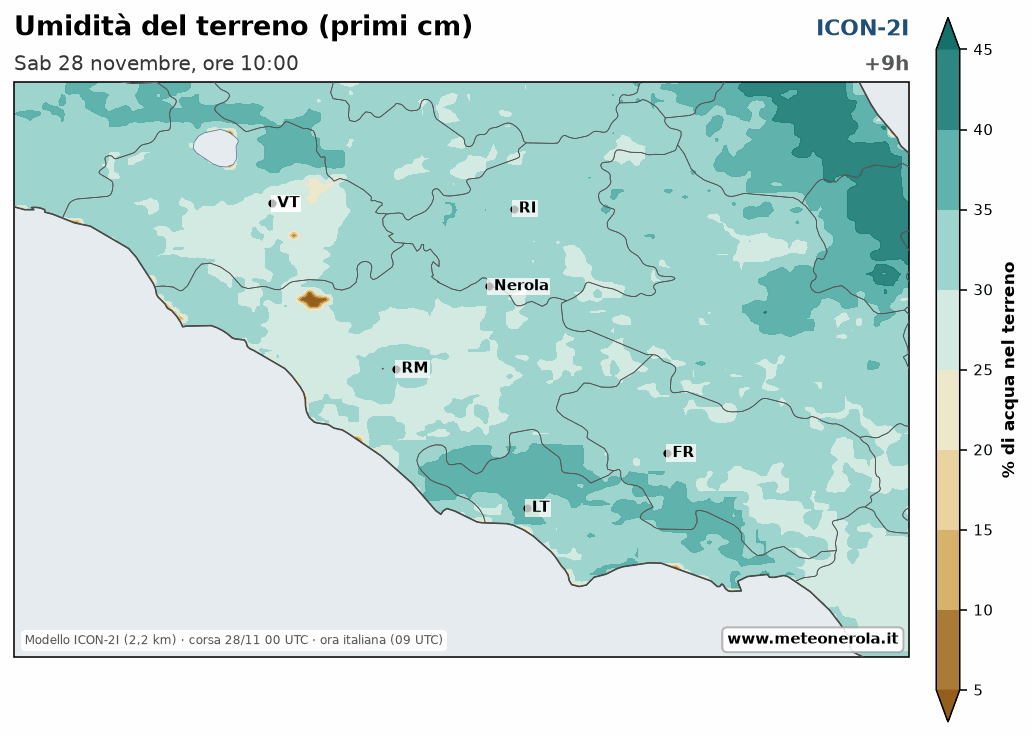 Umidità del terreno (primi cm)
ICON-2I
Sab 28 novembre, ore 10:00
+9h
45
40
35
30
25
20
15
10
5
% di acqua nel terreno
VT
RI
Nerola
RM
FR
LT
Modello ICON-2I (2,2 km) · corsa 28/11 00 UTC · ora italiana (09 UTC)
www.meteonerola.it